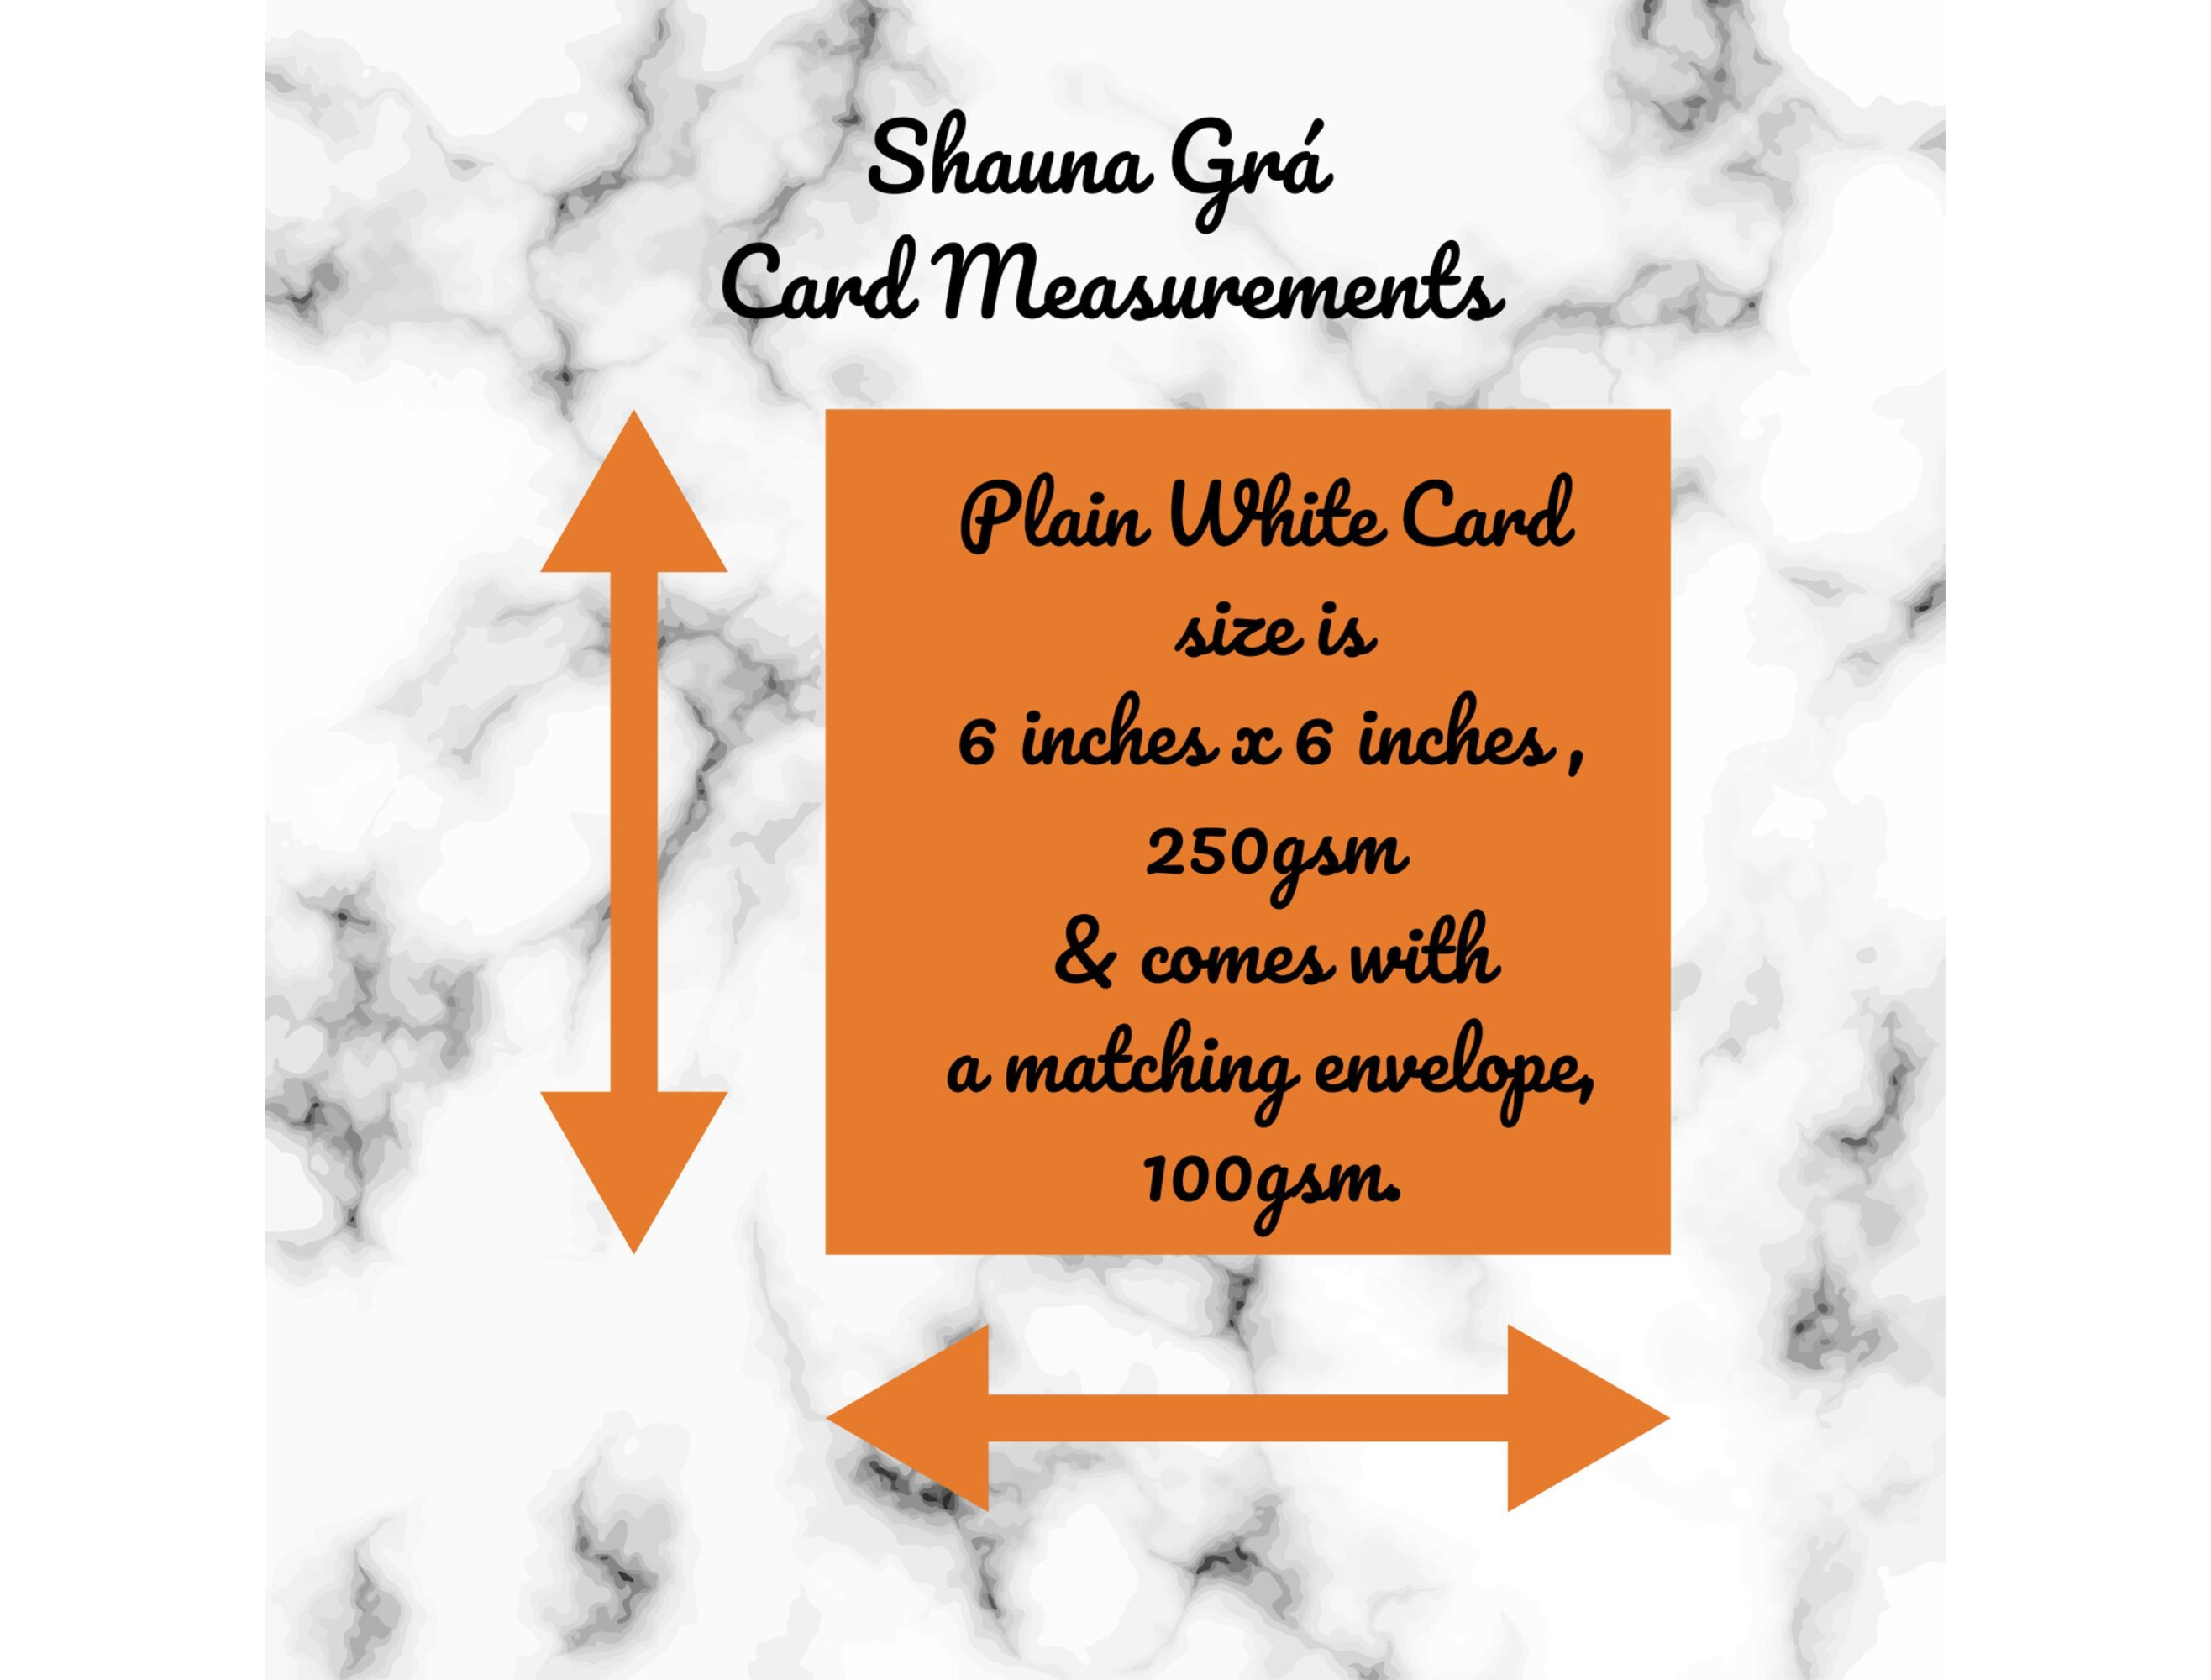 Shauna Grá
Card Measurements
Plain White Card
size is
6 inches x 6 inches ,
250gsm
& comes with
a matching envelope,
100gsm.